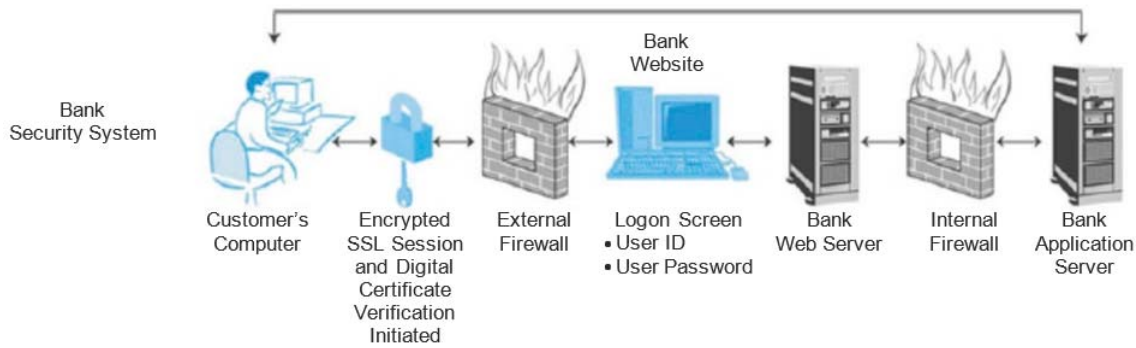 Bank
Security System
Bank
Website
Customer's
Computer
Encrypted
SSL Session
and Digital
Certificate
Verification
Initiated
External
Firewall
Logon Screen
• User ID
• User Password
Bank
Web Server
Internal
Firewall
Bank
Application
Server